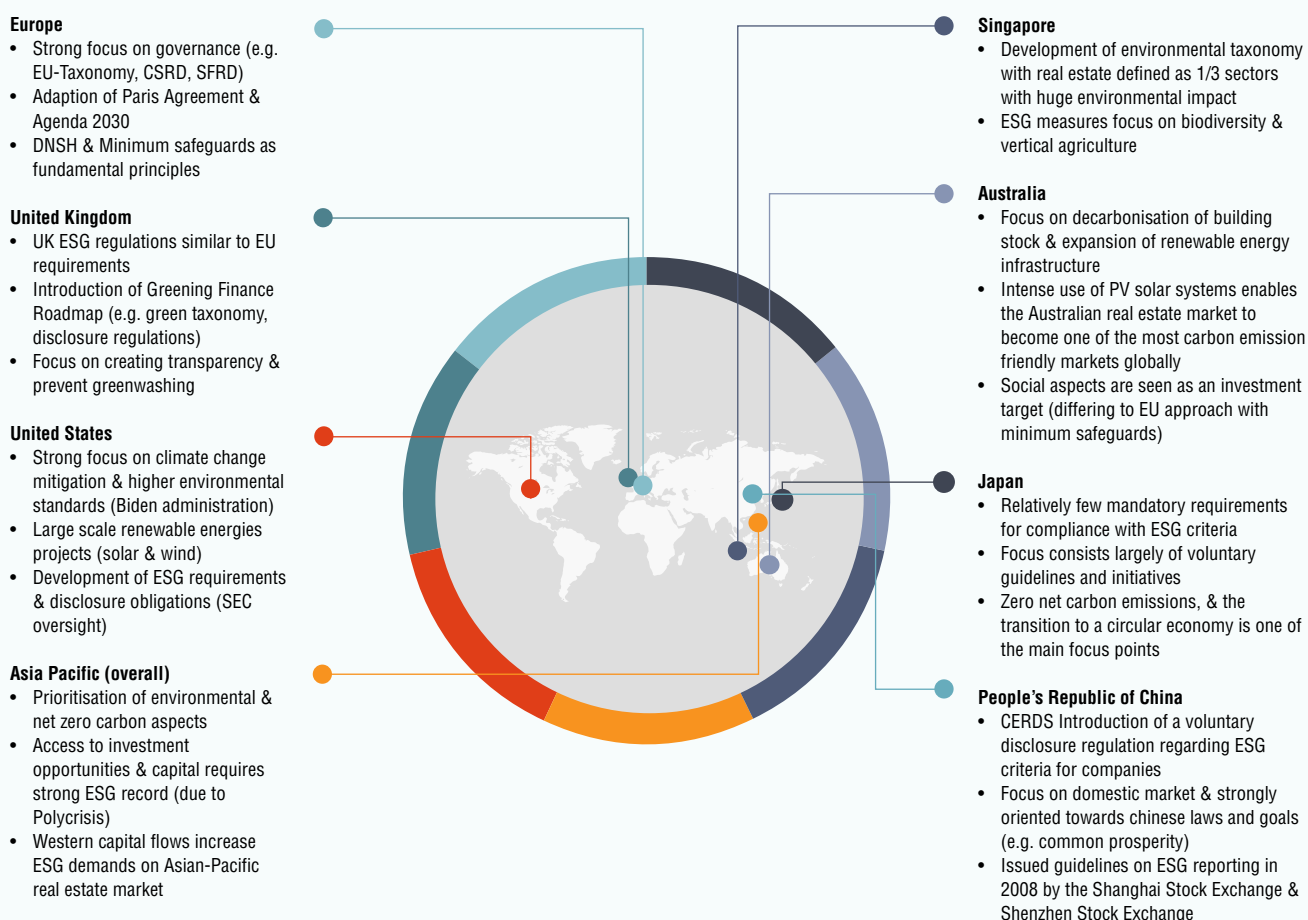 Europe
• Strong focus on governance (e.g.
EU-Taxonomy, CSRD, SFRD)
• Adaption of Paris Agreement &
Agenda 2030
• DNSH & Minimum safeguards as
fundamental principles
United Kingdom
• UK ESG regulations similar to EU
requirements
• Introduction of Greening Finance
Roadmap (e.g. green taxonomy,
disclosure regulations)
• Focus on creating transparency &
prevent greenwashing
United States
• Strong focus on climate change
mitigation & higher environmental
standards (Biden administration)
• Large scale renewable energies
projects (solar & wind)
• Development of ESG requirements
& disclosure obligations (SEC
oversight)
Asia Pacific (overall)
• Prioritisation of environmental &
net zero carbon aspects
• Access to investment
opportunities & capital requires
strong ESG record (due to
Polycrisis)
• Western capital flows increase
ESG demands on Asian-Pacific
real estate market
Singapore
• Development of environmental taxonomy
with real estate defined as 1/3 sectors
with huge environmental impact
• ESG measures focus on biodiversity &
vertical agriculture
Australia
• Focus on decarbonisation of building
stock & expansion of renewable energy
infrastructure
• Intense use of PV solar systems enables
the Australian real estate market to
become one of the most carbon emission
friendly markets globally
• Social aspects are seen as an investment
target (differing to EU approach with
minimum safeguards)
Japan
• Relatively few mandatory requirements
for compliance with ESG criteria
• Focus consists largely of voluntary
guidelines and initiatives
• Zero net carbon emissions, & the
transition to a circular economy is one of
the main focus points
People's Republic of China
• CERDS Introduction of a voluntary
disclosure regulation regarding ESG
criteria for companies
• Focus on domestic market & strongly
oriented towards chinese laws and goals
(e.g. common prosperity)
• Issued guidelines on ESG reporting in
2008 by the Shanghai Stock Exchange &
Shenzhen Stock Exchange